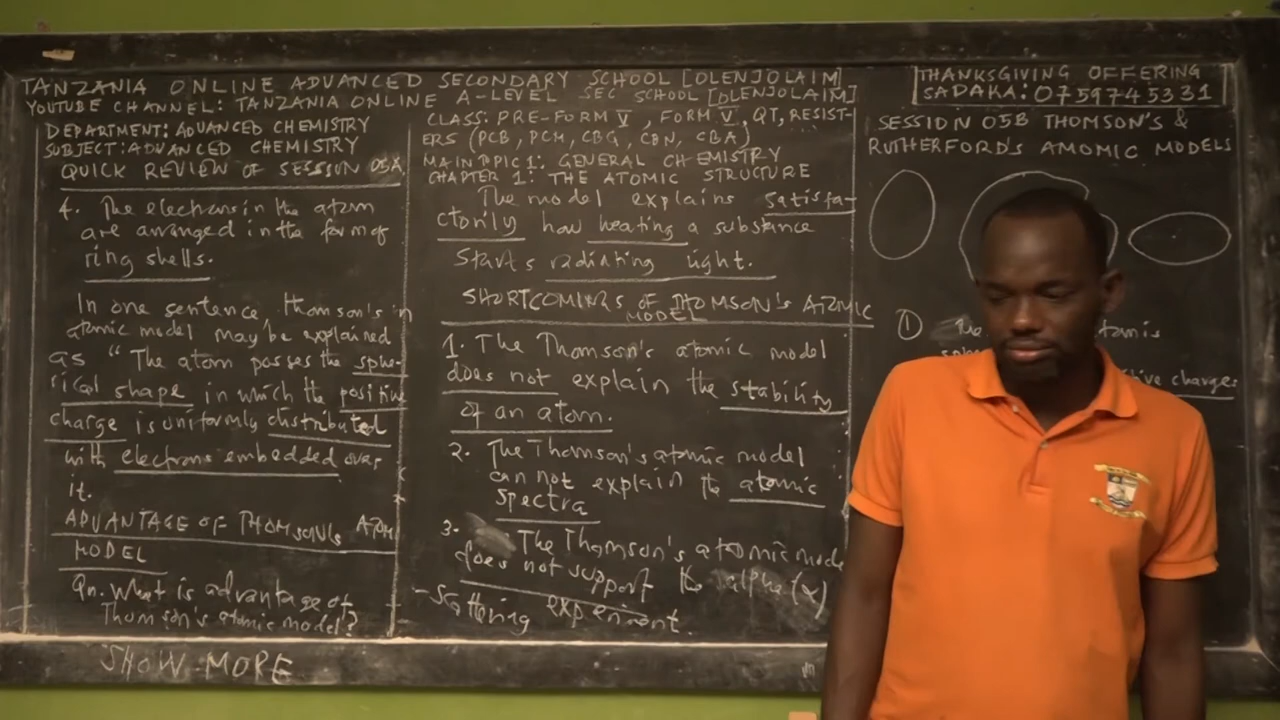 TANZANIA ONLINE ADVANCED SECONDARY SCHOOL [OLENJOLAIM]
YOUTUBE CHANNEL: TANZANIA ONLINE A-LEVEL SEC SCHOOL [OLENJOLAIM]
DEPARTMENT: ADVANCED CHEMISTRY
SUBJECT: ADVANCED CHEMISTRY
QUICK REVIEW OF SESSION 05A
4. The electrons in the atom
are arranged in the form of
ring shells.
In one sentence thomson's
atomic model may be explained
as " The atom posses the sphe-
rical shape in which the positive
charge is uniformly distributed
with electrons embedded over
it.
ADVANTAGE OF THOMSON'S ATOM
MODEL
Qn. What is advantage of
Thomson's atomic model?
SHOW MORE
CLASS: PRE-FORM V, FORM V, QT, RESIST-
ERS (PCB, PCM, CBG, CBN, CBA)
MAIN TOPIC 1: GENERAL CHEMISTRY
CHAPTER 1: THE ATOMIC STRUCTURE
The model explains satisfa-
ctorily how heating a substance
starts radiating light.
SHORTCOMINGS OF THOMSON'S ATOMIC
MODEL
1. The Thomson's atomic model
does not explain the stability
of an atom.
2. The Thomson's atomic model
can not explain the atomic
spectra
3. The Thomson's atomic mode
does not support the alpha (α)
-Scattering experiment.
THANKSGIVING OFFERING
SADAKA: 0759745331
SESSION 05B THOMSON'S &
RUTHERFORD'S AMOMIC MODELS
① The atom is
charges